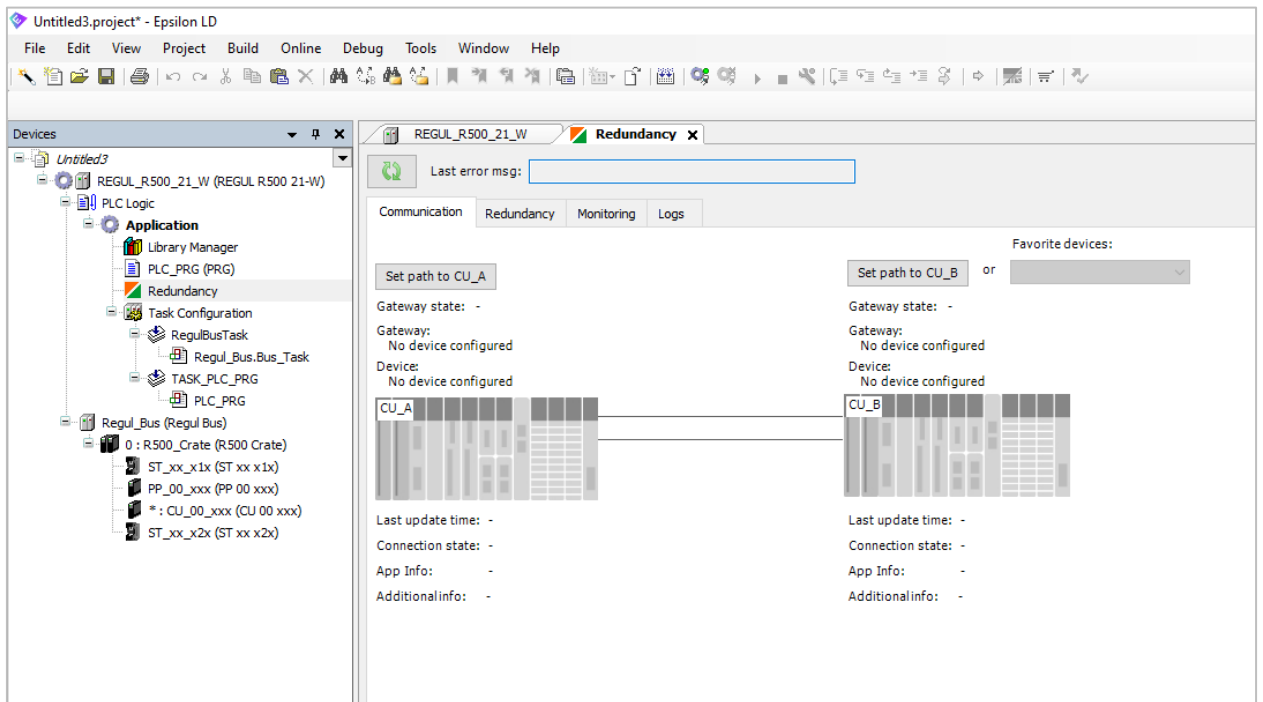 Untitled3.project* - Epsilon LD
File Edit View Project Build Online Debug Tools Window Help
Devices
Untitled3
REGUL_R500_21_W (REGUL R500 21-W)
PLC Logic
Application
Library Manager
PLC_PRG (PRG)
Redundancy
Task Configuration
RegulBusTask
Regul_Bus.Bus_Task
TASK_PLC_PRG
PLC_PRG
Regul_Bus (Regul Bus)
0 : R500_Crate (R500 Crate)
ST_xx_x1x (ST xx x1x)
PP_00_xxx (PP 00 xxx)
* : CU_00_xxx (CU 00 xxx)
ST_xx_x2x (ST xx x2x)
REGUL_R500_21_W Redundancy
Last error msg:
Communication Redundancy Monitoring Logs
Favorite devices:
Set path to CU_A
Gateway state: -
Gateway:
No device configured
Device:
No device configured
CU_A
Last update time: -
Connection state: -
App Info: -
Additionalinfo: -
Set path to CU_B or
Gateway state: -
Gateway:
No device configured
Device:
No device configured
CU_B
Last update time: -
Connection state: -
App Info: -
Additionalinfo: -